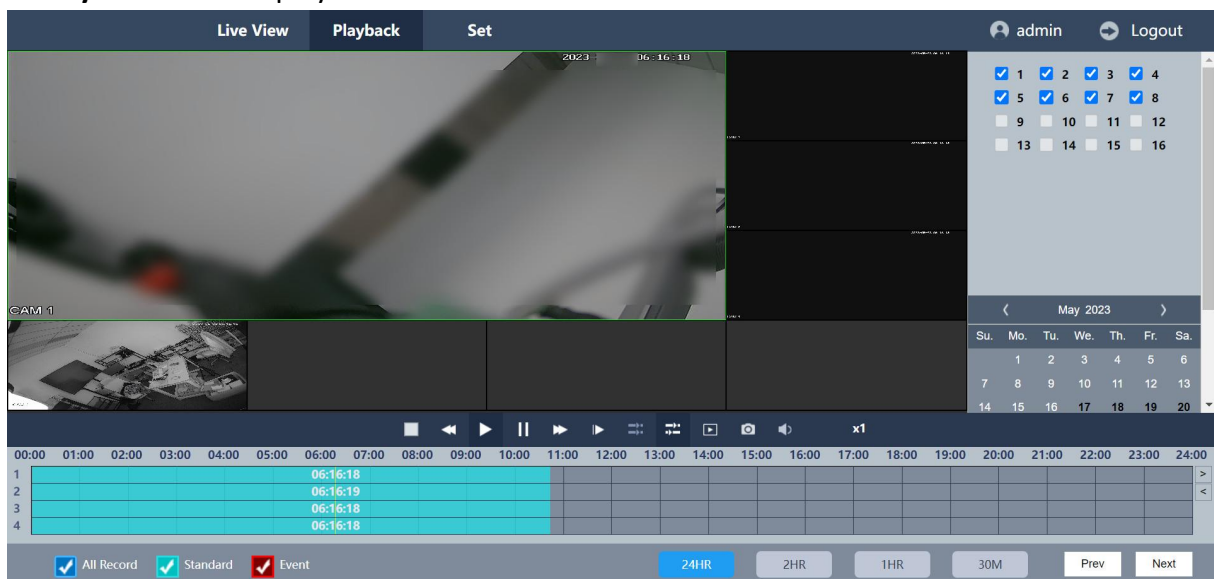 Live View Playback Set admin Logout
2023- 06:16:18
CAM 1
1 2 3 4
5 6 7 8
9 10 11 12
13 14 15 16
May 2023
Su. Mo. Tu. We. Th. Fr. Sa.
1 2 3 4 5 6
7 8 9 10 11 12 13
14 15 16 17 18 19 20
x1
00:00 01:00 02:00 03:00 04:00 05:00 06:00 07:00 08:00 09:00 10:00 11:00 12:00 13:00 14:00 15:00 16:00 17:00 18:00 19:00 20:00 21:00 22:00 23:00 24:00
1 06:16:18 >
2 06:16:19 <
3 06:16:18
4 06:16:18
All Record Standard Event 24HR 2HR 1HR 30M Prev Next